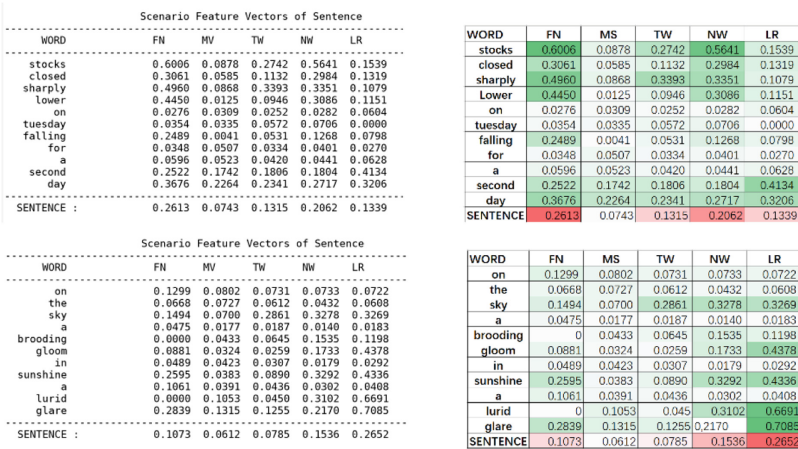 Scenario Feature Vectors of Sentence
WORD FN MV TW NW LR
stocks 0.6006 0.0878 0.2742 0.5641 0.1539
closed 0.3061 0.0585 0.1132 0.2984 0.1319
sharply 0.4960 0.0868 0.3393 0.3351 0.1079
lower 0.4450 0.0125 0.0946 0.3086 0.1151
on 0.0276 0.0309 0.0252 0.0282 0.0604
tuesday 0.0354 0.0335 0.0572 0.0706 0.0000
falling 0.2489 0.0041 0.0531 0.1268 0.0798
for 0.0348 0.0507 0.0334 0.0401 0.0270
a 0.0596 0.0523 0.0420 0.0441 0.0628
second 0.2522 0.1742 0.1806 0.1804 0.4134
day 0.3676 0.2264 0.2341 0.2717 0.3206
SENTENCE : 0.2613 0.0743 0.1315 0.2062 0.1339
WORD FN MS TW NW LR
stocks 0.6006 0.0878 0.2742 0.5641 0.1539
closed 0.3061 0.0585 0.1132 0.2984 0.1319
sharply 0.4960 0.0868 0.3393 0.3351 0.1079
Lower 0.4450 0.0125 0.0946 0.3086 0.1151
on 0.0276 0.0309 0.0252 0.0282 0.0604
tuesday 0.0354 0.0335 0.0572 0.0706 0.0000
falling 0.2489 0.0041 0.0531 0.1268 0.0798
for 0.0348 0.0507 0.0334 0.0401 0.0270
a 0.0596 0.0523 0.0420 0.0441 0.0628
second 0.2522 0.1742 0.1806 0.1804 0.4134
day 0.3676 0.2264 0.2341 0.2717 0.3206
SENTENCE 0.2613 0.0743 0.1315 0.2062 0.1339
Scenario Feature Vectors of Sentence
WORD FN MV TW NW LR
on 0.1299 0.0802 0.0731 0.0733 0.0722
the 0.0668 0.0727 0.0612 0.0432 0.0608
sky 0.1494 0.0700 0.2861 0.3278 0.3269
a 0.0475 0.0177 0.0187 0.0140 0.0183
brooding 0.0000 0.0433 0.0645 0.1535 0.1198
gloom 0.0881 0.0324 0.0259 0.1733 0.4378
in 0.0489 0.0423 0.0307 0.0179 0.0292
sunshine 0.2595 0.0383 0.0890 0.3292 0.4336
a 0.1061 0.0391 0.0436 0.0302 0.0408
lurid 0.0000 0.1053 0.0450 0.3102 0.6691
glare 0.2839 0.1315 0.1255 0.2170 0.7085
SENTENCE : 0.1073 0.0612 0.0785 0.1536 0.2652
WORD FN MS TW NW LR
on 0.1299 0.0802 0.0731 0.0733 0.0722
the 0.0668 0.0727 0.0612 0.0432 0.0608
sky 0.1494 0.0700 0.2861 0.3278 0.3269
a 0.0475 0.0177 0.0187 0.0140 0.0183
brooding 0 0.0433 0.0645 0.1535 0.1198
gloom 0.0881 0.0324 0.0259 0.1733 0.4378
in 0.0489 0.0423 0.0307 0.0179 0.0292
sunshine 0.2595 0.0383 0.0890 0.3292 0.4336
a 0.1061 0.0391 0.0436 0.0302 0.0408
lurid 0 0.1053 0.045 0.3102 0.6691
glare 0.2839 0.1315 0.1255 0,2170 0.7085
SENTENCE 0.1073 0.0612 0.0785 0.1536 0.2652